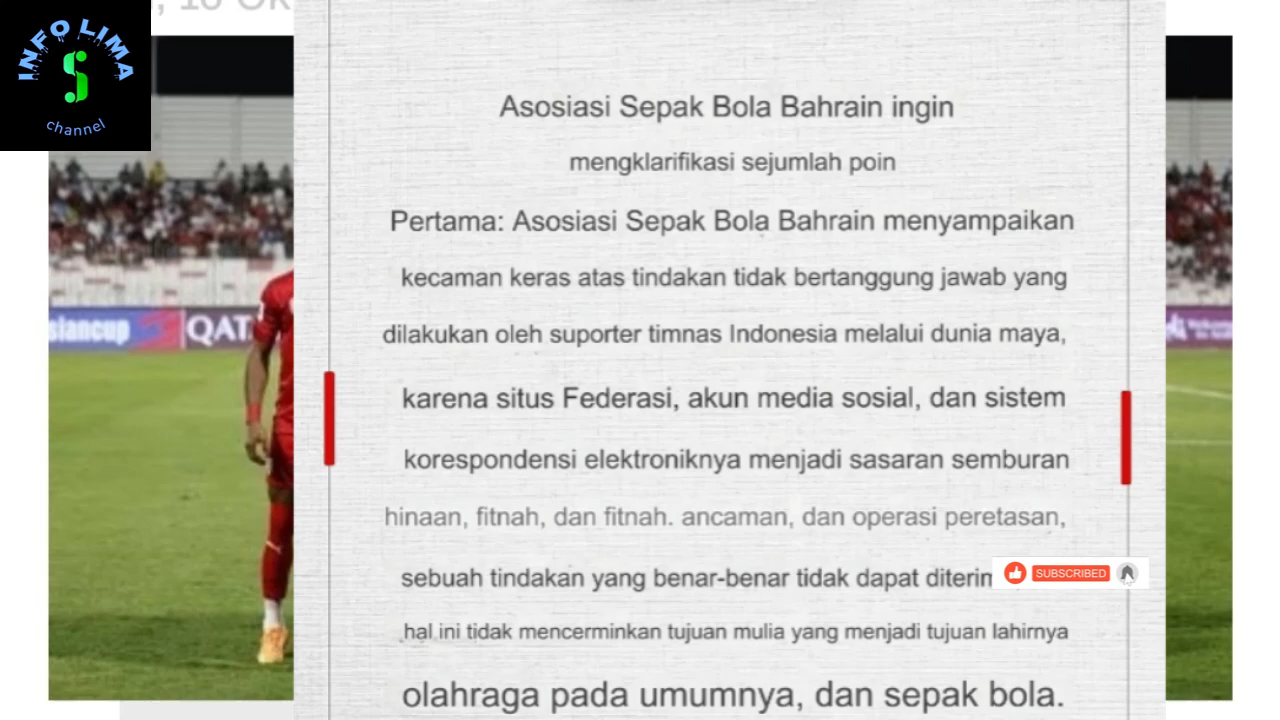 INFO LIMA
channel
Asosiasi Sepak Bola Bahrain ingin
mengklarifikasi sejumlah poin
Pertama: Asosiasi Sepak Bola Bahrain menyampaikan
kecaman keras atas tindakan tidak bertanggung jawab yang
dilakukan oleh suporter timnas Indonesia melalui dunia maya,
karena situs Federasi, akun media sosial, dan sistem
korespondensi elektroniknya menjadi sasaran semburan
hinaan, fitnah, dan fitnah. ancaman, dan operasi peretasan,
sebuah tindakan yang benar-benar tidak dapat
SUBSCRIBED
hal ini tidak mencerminkan tujuan mulia yang menjadi tujuan lahirnya
olahraga pada umumnya, dan sepak bola.
QAT